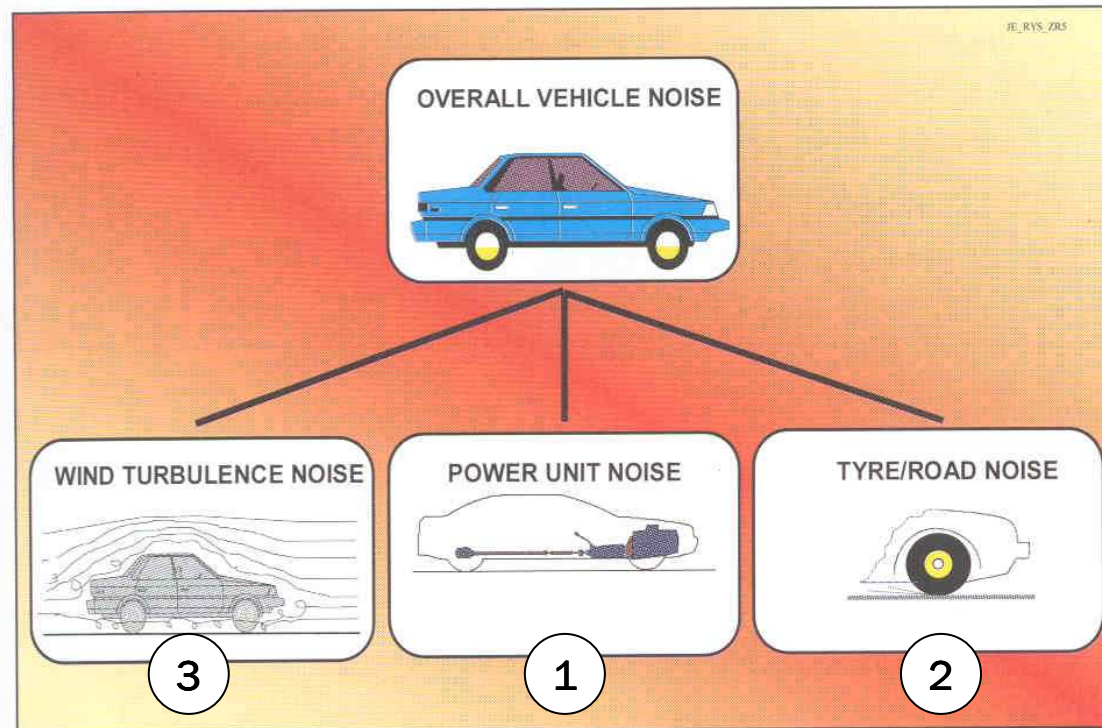 JE_RYS_ZR5
OVERALL VEHICLE NOISE
WIND TURBULENCE NOISE
POWER UNIT NOISE
TYRE/ROAD NOISE
3
1
2